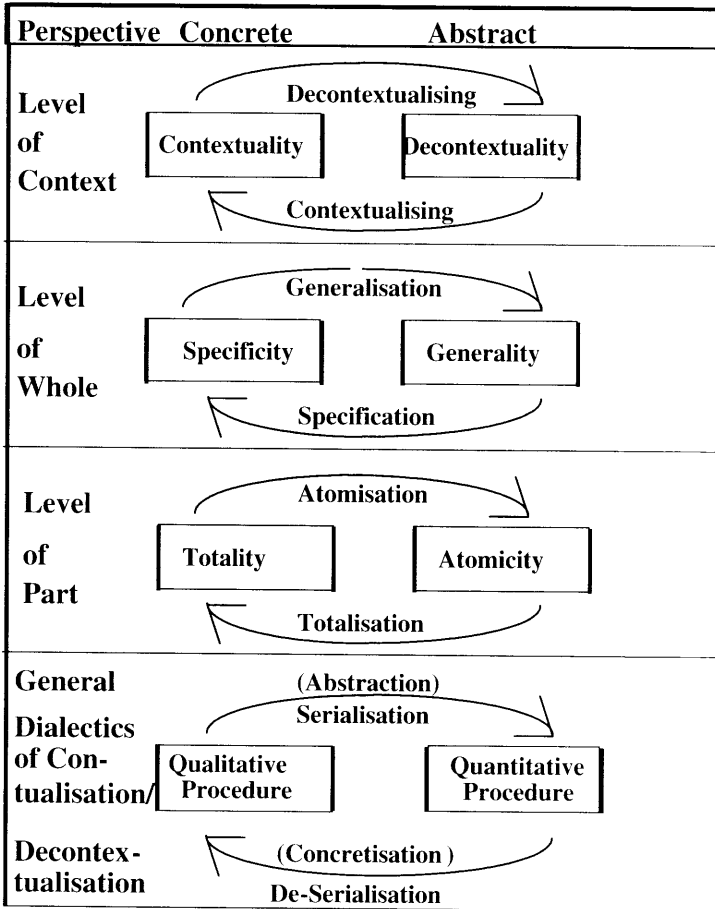 Perspective Concrete Abstract
Decontextualising
Level
of
Context
Contextuality Decontextuality
Contextualising
Level
of
Whole
Generalisation
Specificity Generality
Specification
Level
of
Part
Atomisation
Totality Atomicity
Totalisation
General
(Abstraction)
Serialisation
Dialectics
of Con-
tualisation/
Qualitative
Procedure
Quantitative
Procedure
Decontex-
tualisation
(Concretisation )
De-Serialisation